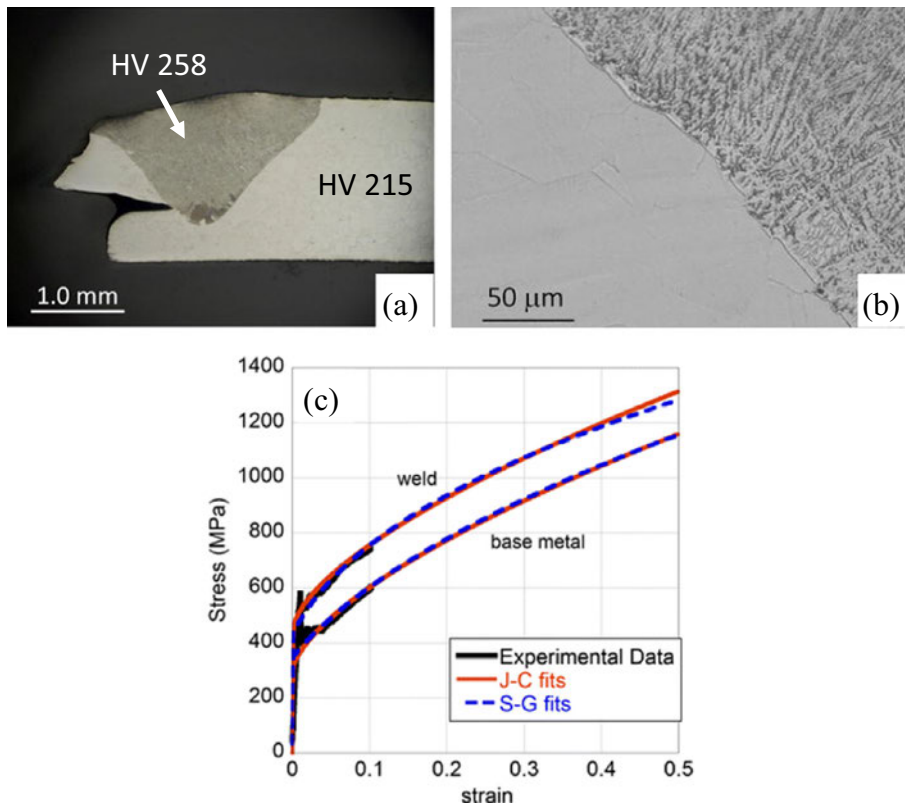 HV 258
HV 215
1.0 mm
(a)
50 μm
(b)
1400
1200
1000
800
600
400
200
0
Stress (MPa)
(c)
weld
base metal
Experimental Data
J-C fits
S-G fits
0
0.1
0.2
0.3
0.4
0.5
strain